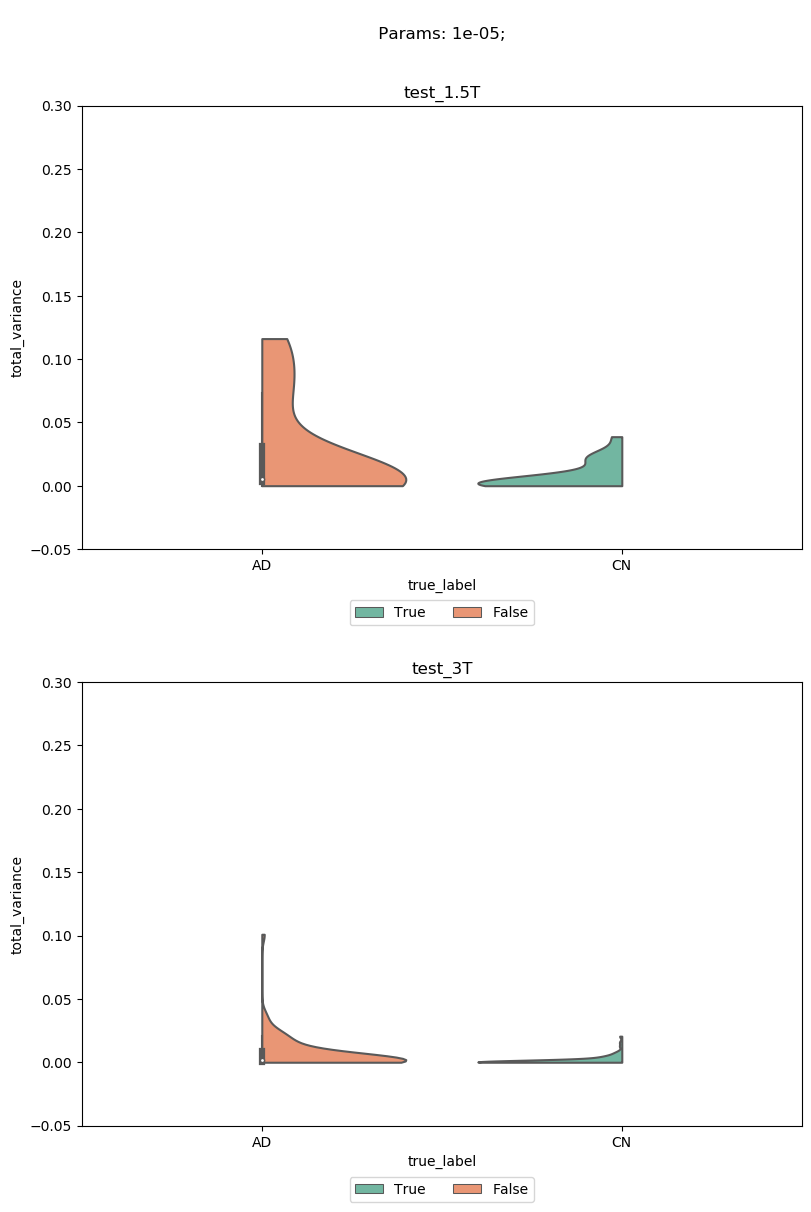 Params: 1e-05;
test_1.5T
0.30
0.25
0.20
0.15
0.10
0.05
0.00
−0.05
total_variance
AD CN
true_label
True False
test_3T
0.30
0.25
0.20
0.15
0.10
0.05
0.00
−0.05
total_variance
AD CN
true_label
True False